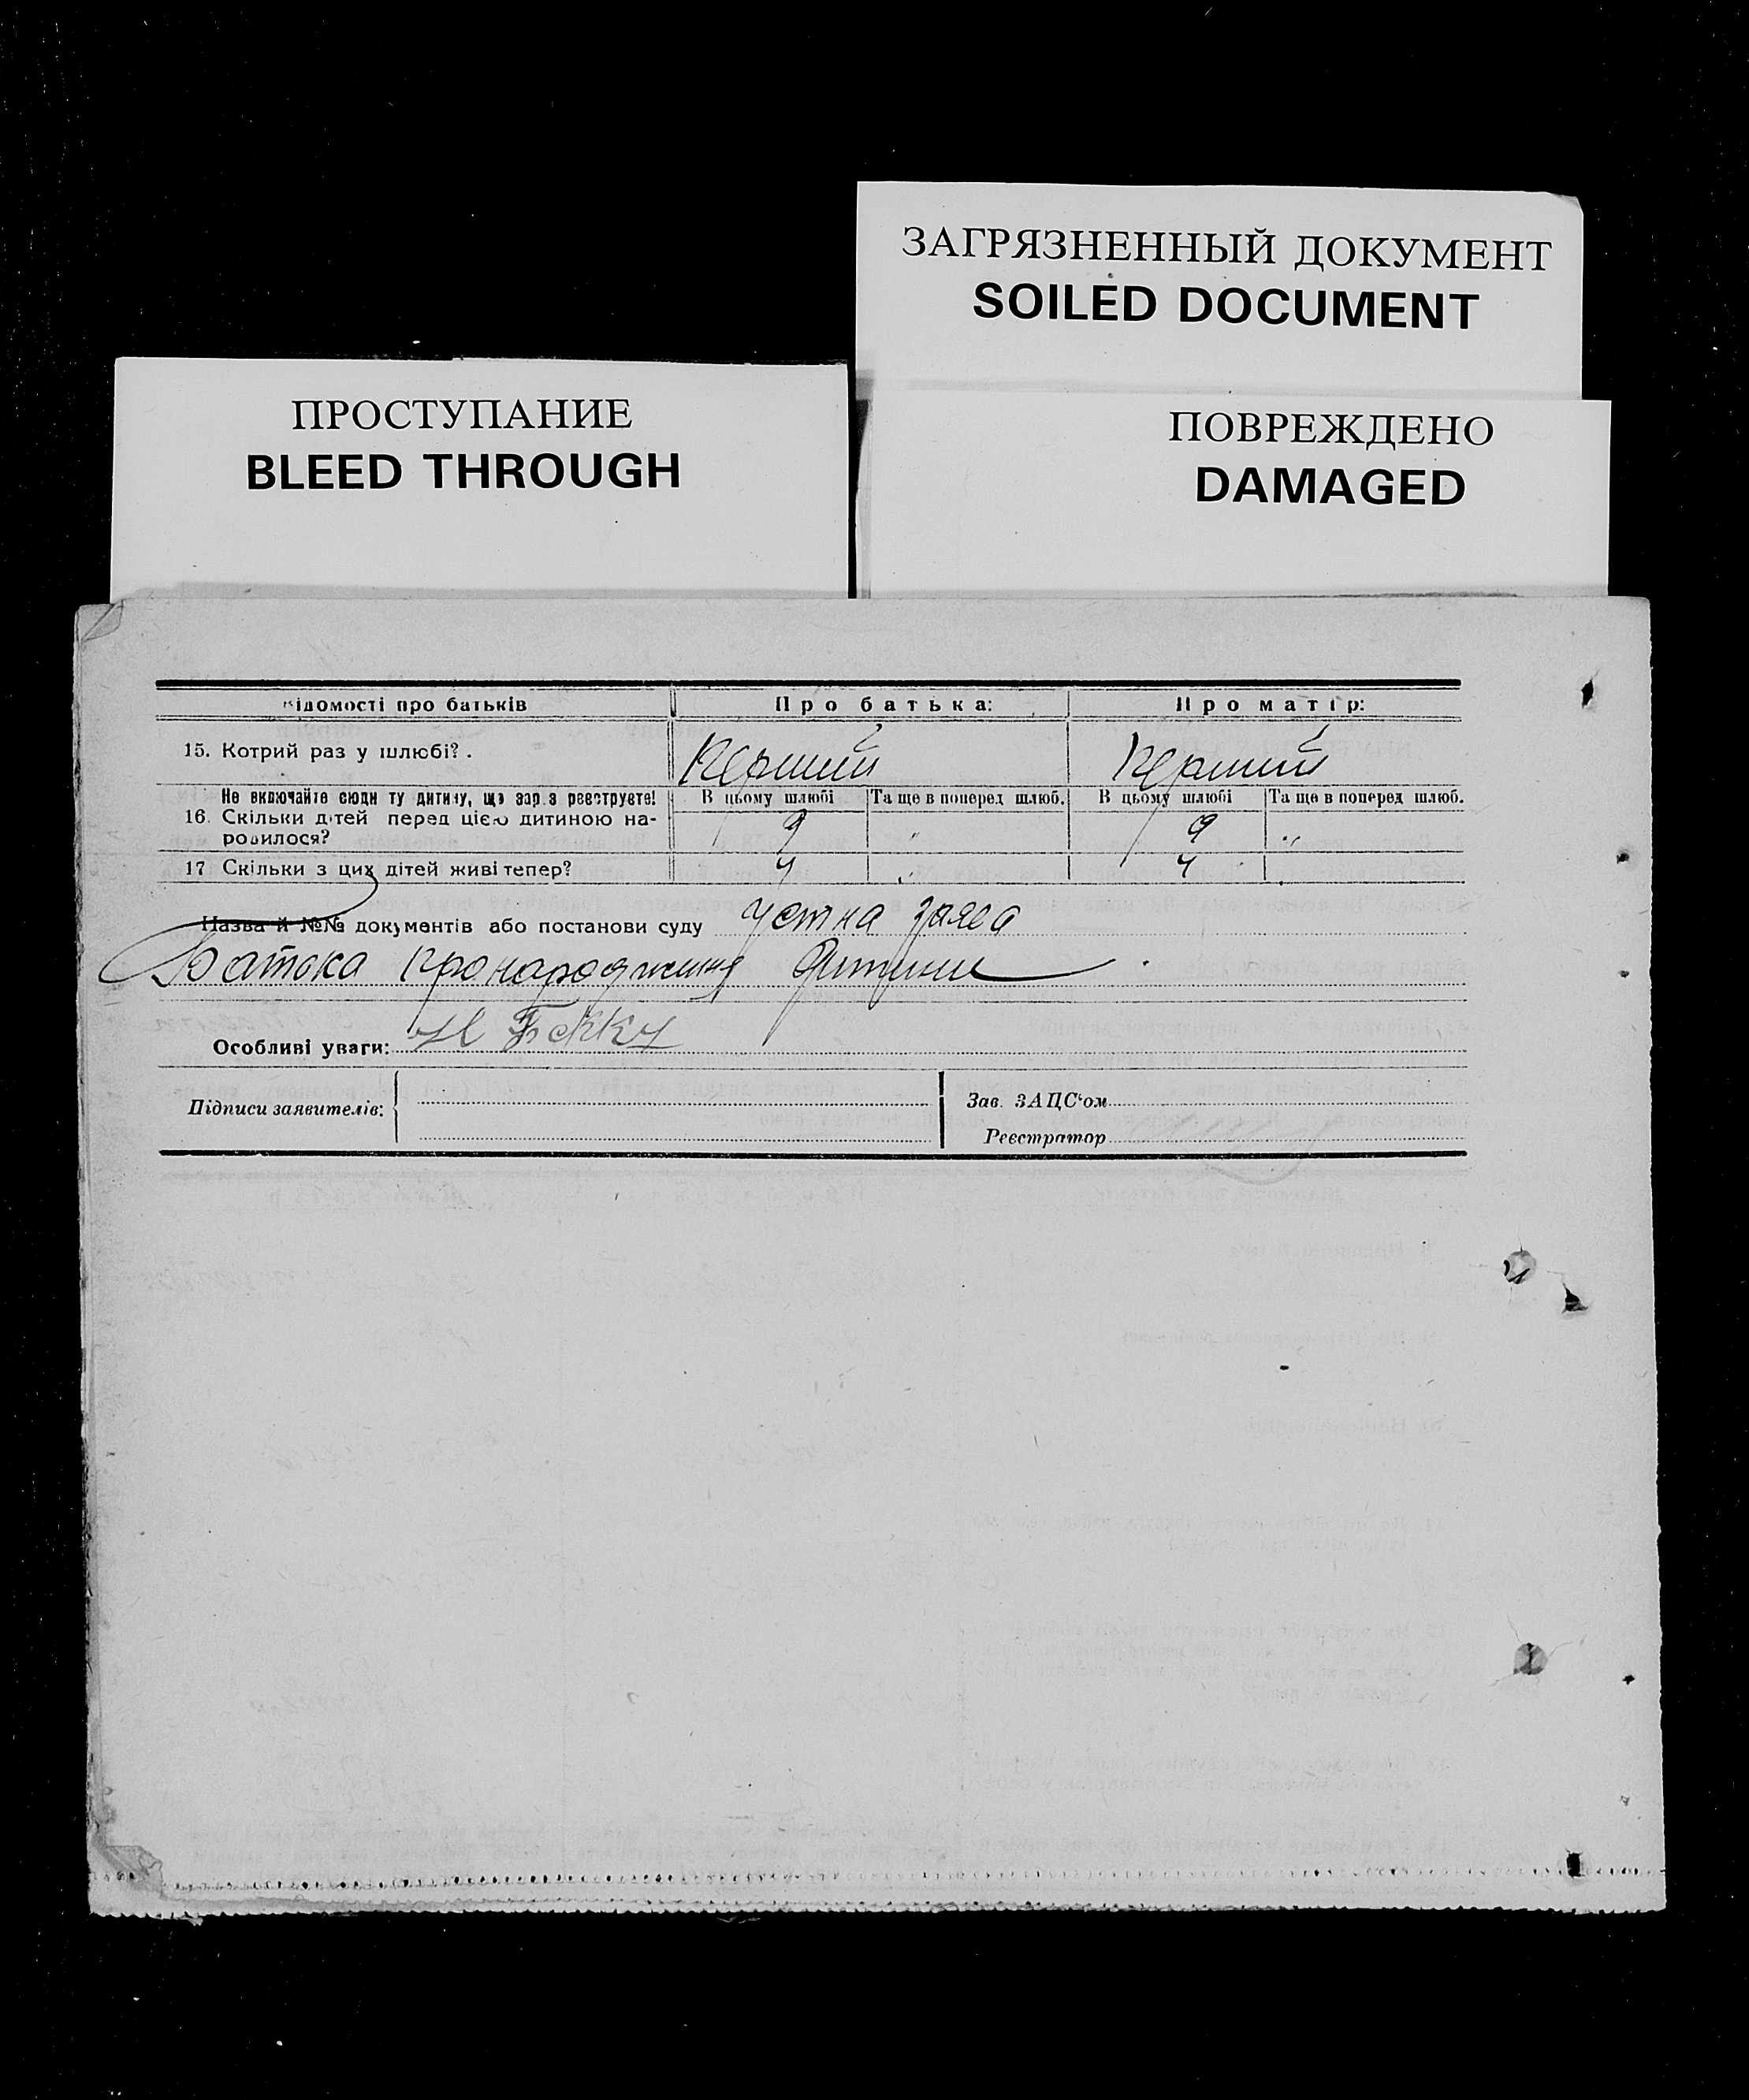 ЗАГРЯЗНЕННЫЙ ДОКУМЕНТ
SOILED DOCUMENT
ПРОСТУПАНИЕ
BLEED THROUGH
ПОВРЕЖДЕНО
DAMAGED
відомості про батьків Про батька: Про матір:
15. Котрий раз у шлюбі?. Перший Перший
Не включайте сюди ту дитину, що зараз реєструєте! В цьому шлюбі Та ще в поперед шлюб. В цьому шлюбі Та ще в поперед шлюб.
16. Скільки дітей перед цією дитиною на-
родилося? 9 " 9 "
17 Скільки з цих дітей живі тепер? 4 " 4
Назва й №№ документів або постанови суду устна заява
Батька про народження дитини
Особливі уваги:
Підписи заявителів:
Зав. ЗАЦС'ом
Реєстратор